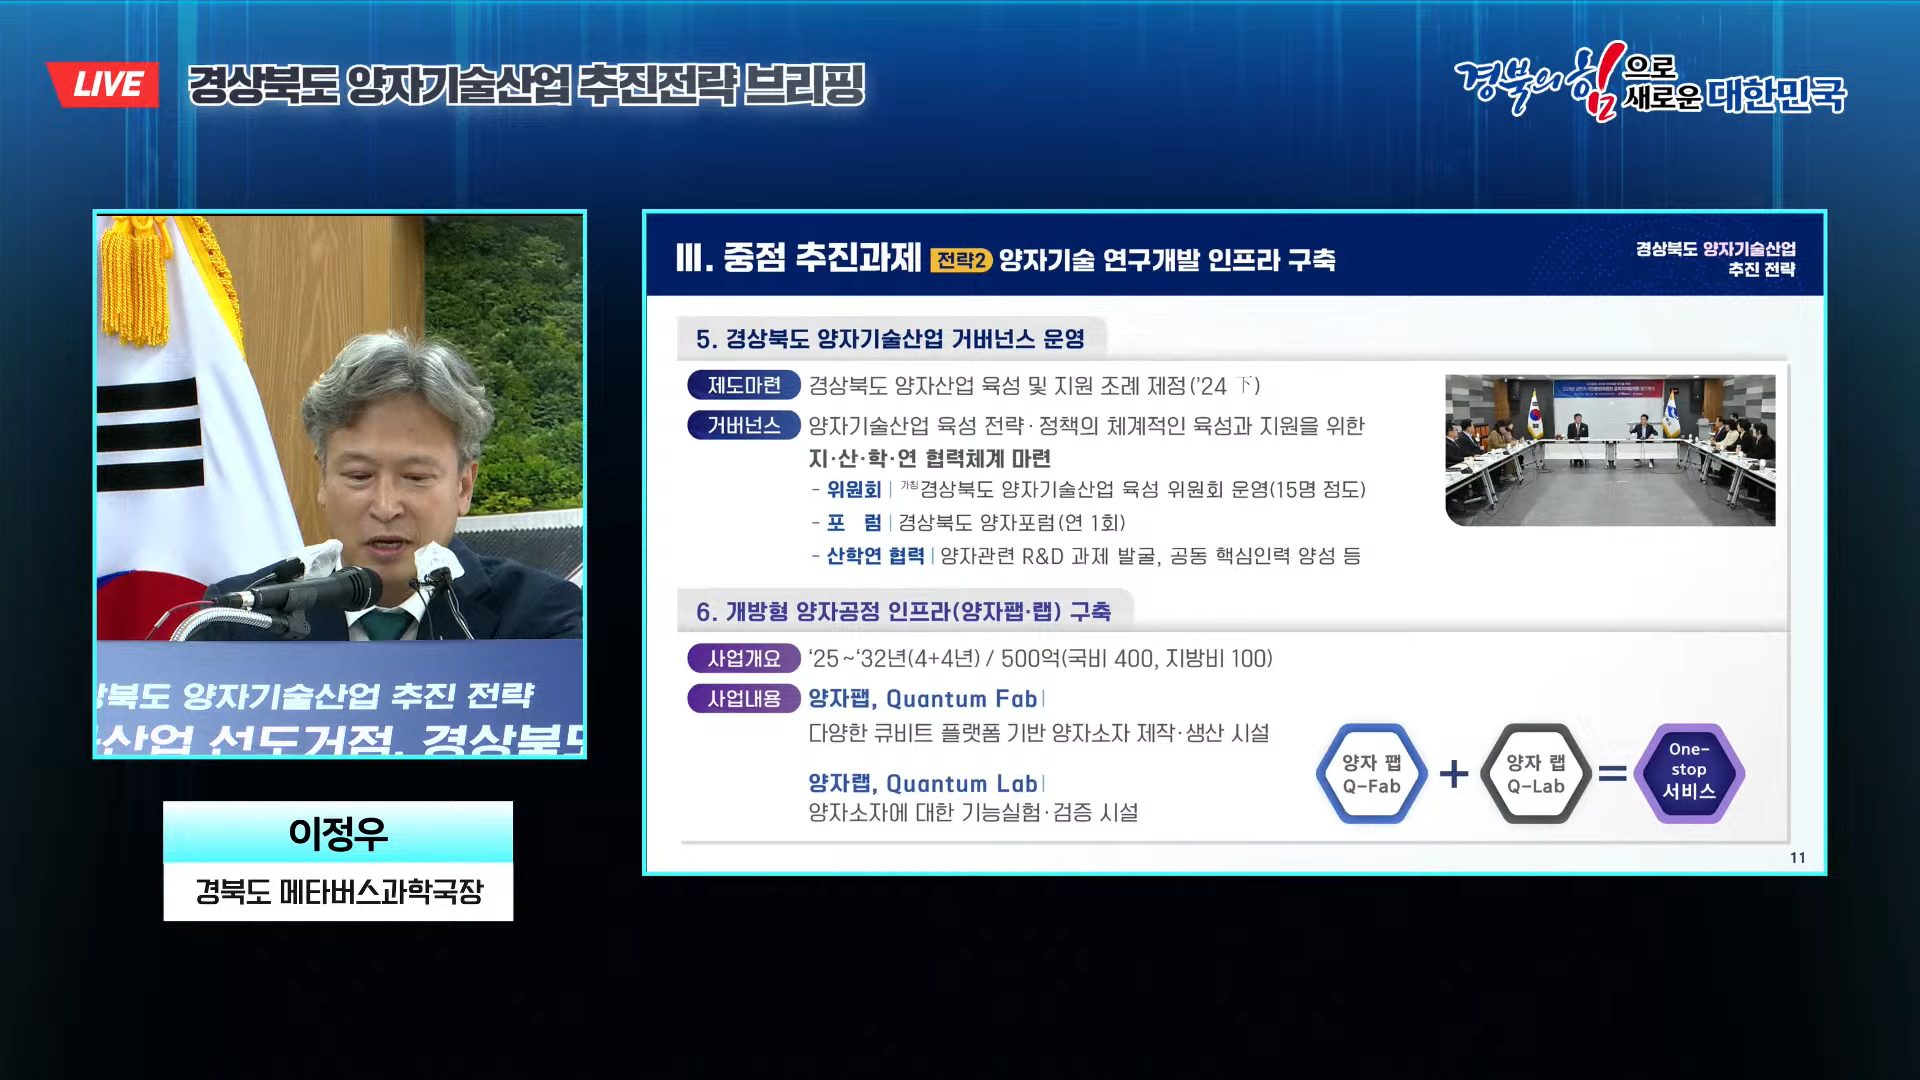 LIVE
경상북도 양자기술산업 추진전략 브리핑
경북의 힘으로
새로운 대한민국
북도 양자기술산업 추진 전략
산업 선도거점, 경상북도
이정우
경북도 메타버스과학국장
III. 중점 추진과제 전략2 양자기술 연구개발 인프라 구축
경상북도 양자기술산업
추진 전략
5. 경상북도 양자기술산업 거버넌스 운영
제도마련 경상북도 양자산업 육성 및 지원 조례 제정('24 下)
거버넌스 양자기술산업 육성 전략·정책의 체계적인 육성과 지원을 위한
지·산·학·연 협력체계 마련
- 위원회 | 가칭경상북도 양자기술산업 육성 위원회 운영(15명 정도)
- 포 럼 | 경상북도 양자포럼(연 1회)
- 산학연 협력 | 양자관련 R&D 과제 발굴, 공동 핵심인력 양성 등
6. 개방형 양자공정 인프라(양자팹·랩) 구축
사업개요 '25~'32년(4+4년) / 500억(국비 400, 지방비 100)
사업내용 양자팹, Quantum Fab |
다양한 큐비트 플랫폼 기반 양자소자 제작·생산 시설
양자랩, Quantum Lab |
양자소자에 대한 기능실험·검증 시설
양자 팹
Q-Fab
+
양자 랩
Q-Lab
=
One-
stop
서비스
11